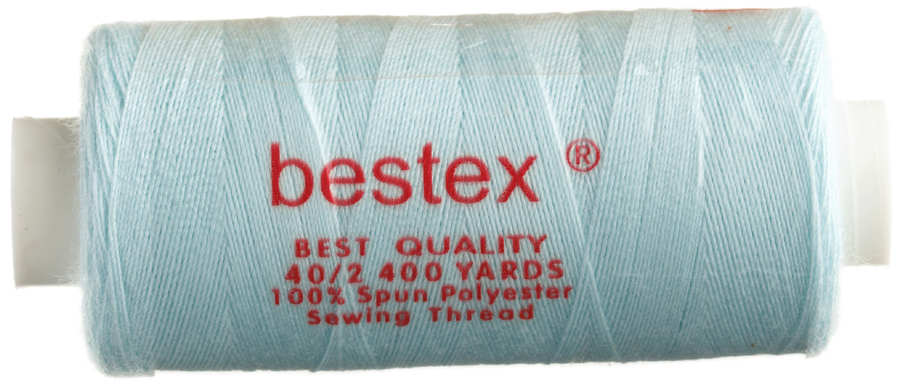 bestex ®
BEST QUALITY
40/2 400 YARDS
100% Spun Polyester
Sewing Thread